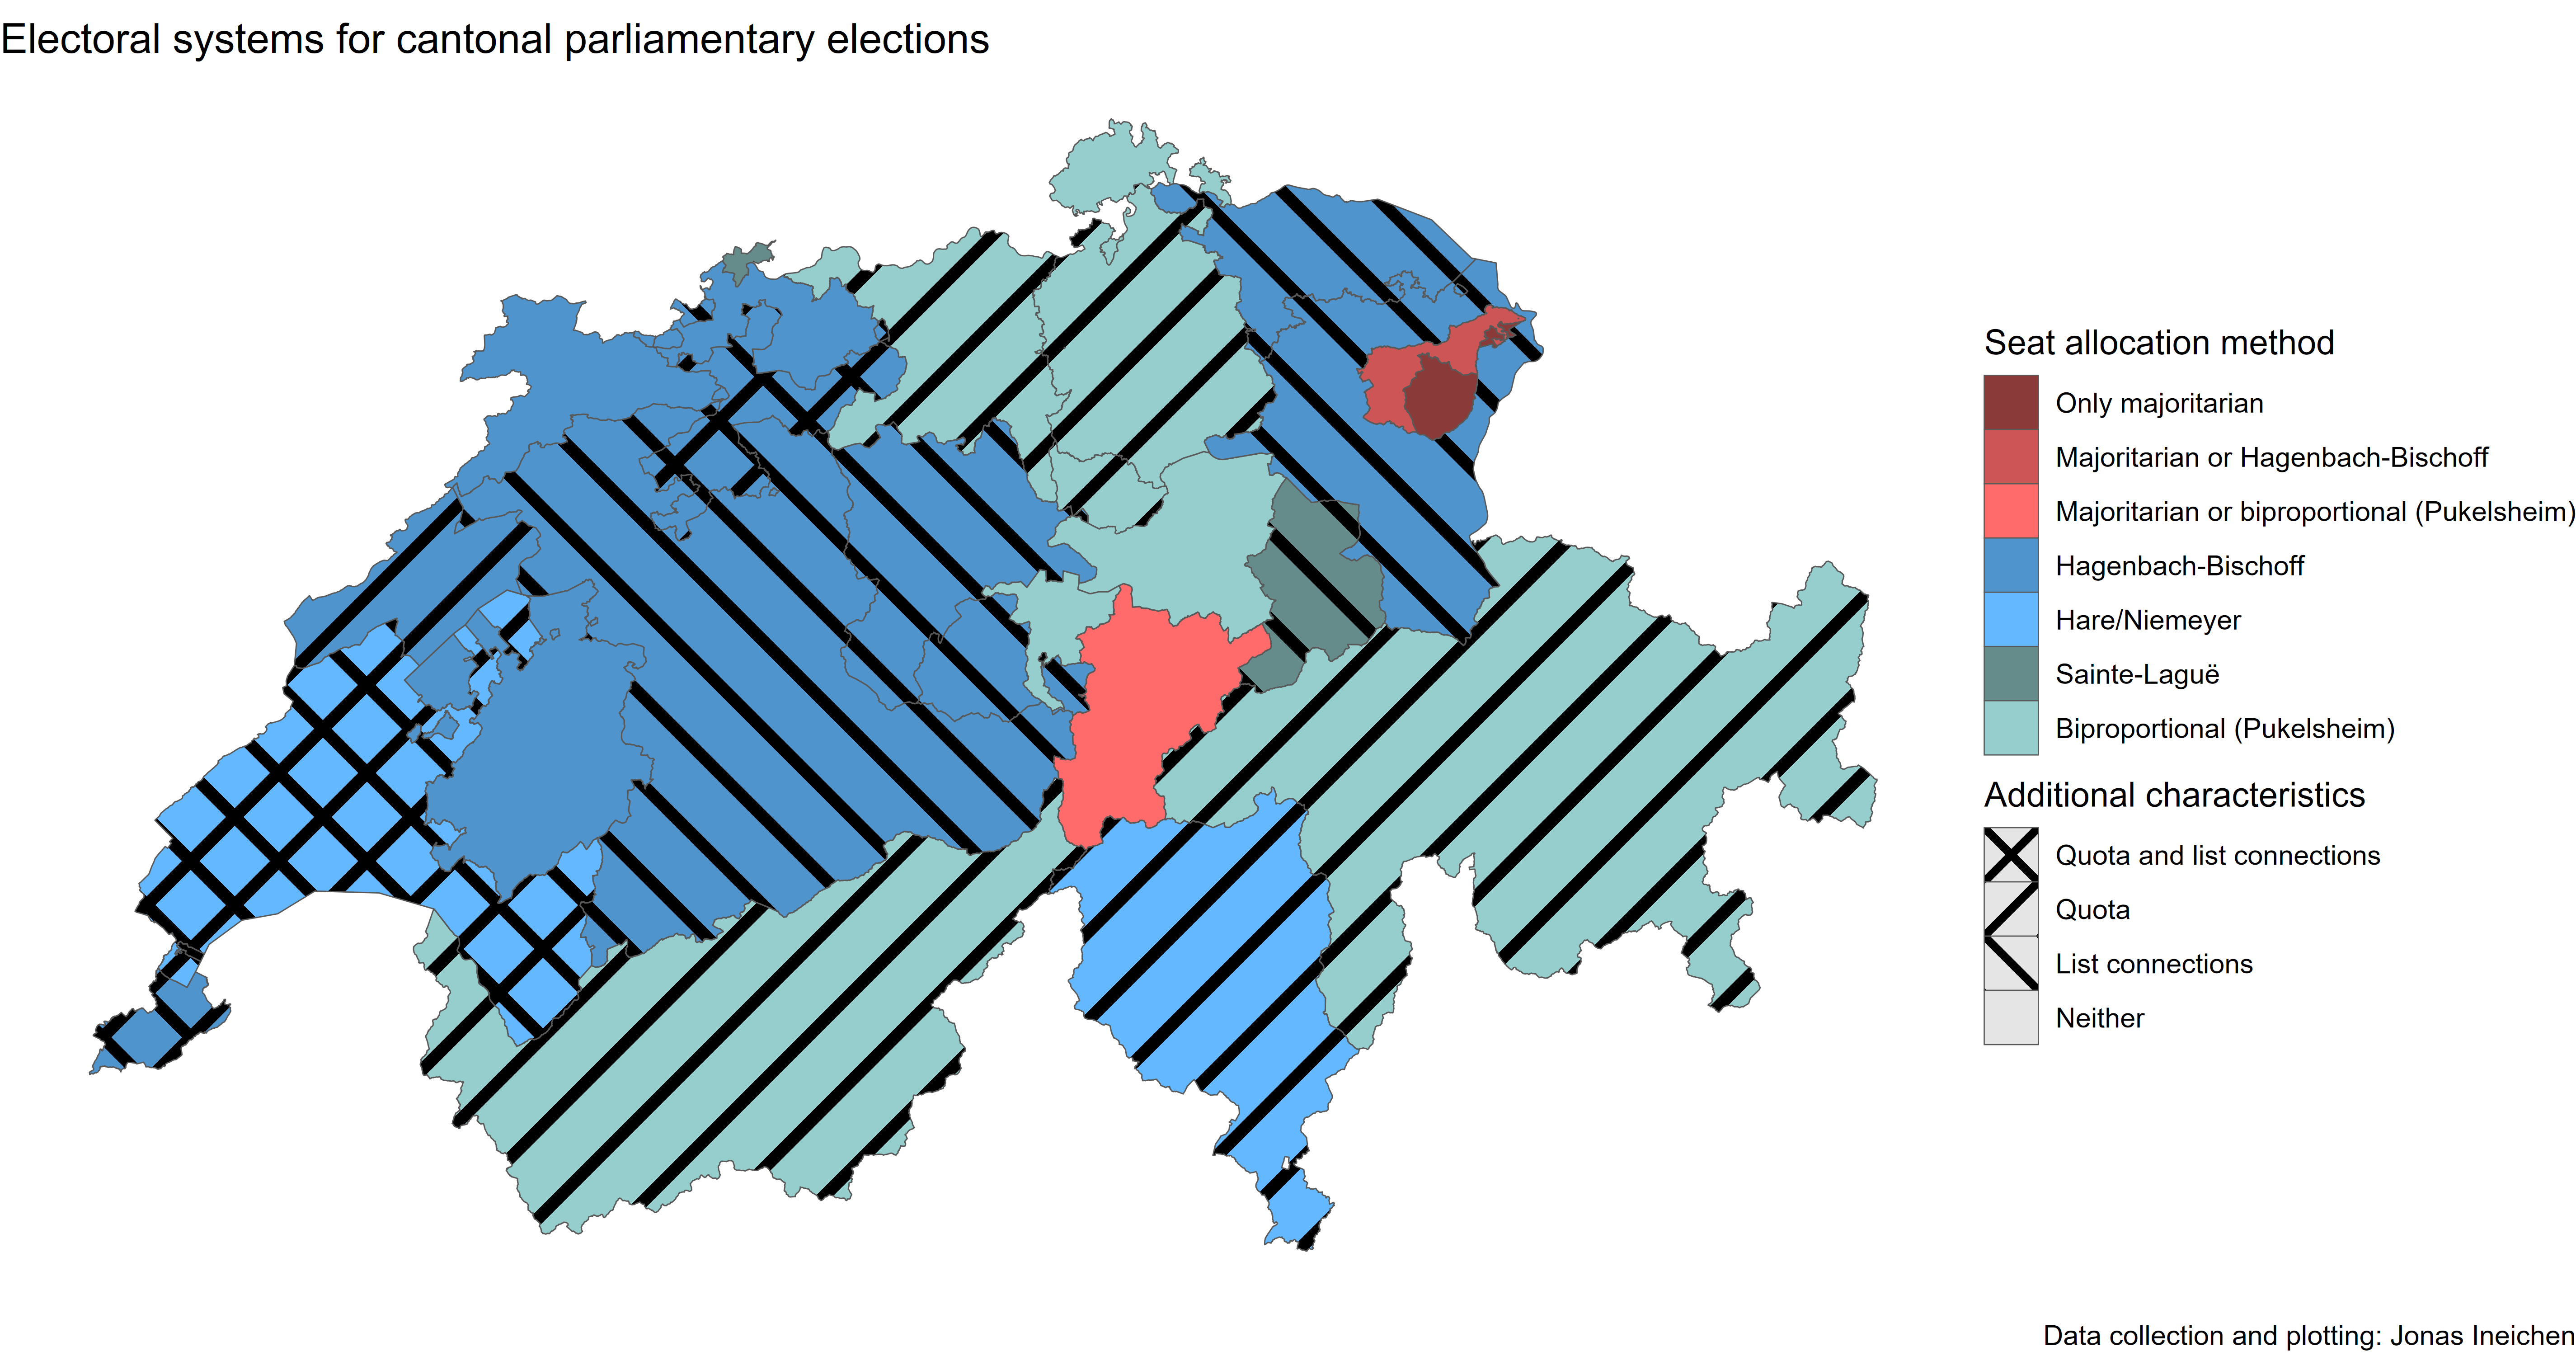 Electoral systems for cantonal parliamentary elections
Seat allocation method
Only majoritarian
Majoritarian or Hagenbach-Bischoff
Majoritarian or biproportional (Pukelsheim)
Hagenbach-Bischoff
Hare/Niemeyer
Sainte-Laguë
Biproportional (Pukelsheim)
Additional characteristics
Quota and list connections
Quota
List connections
Neither
Data collection and plotting: Jonas Ineichen